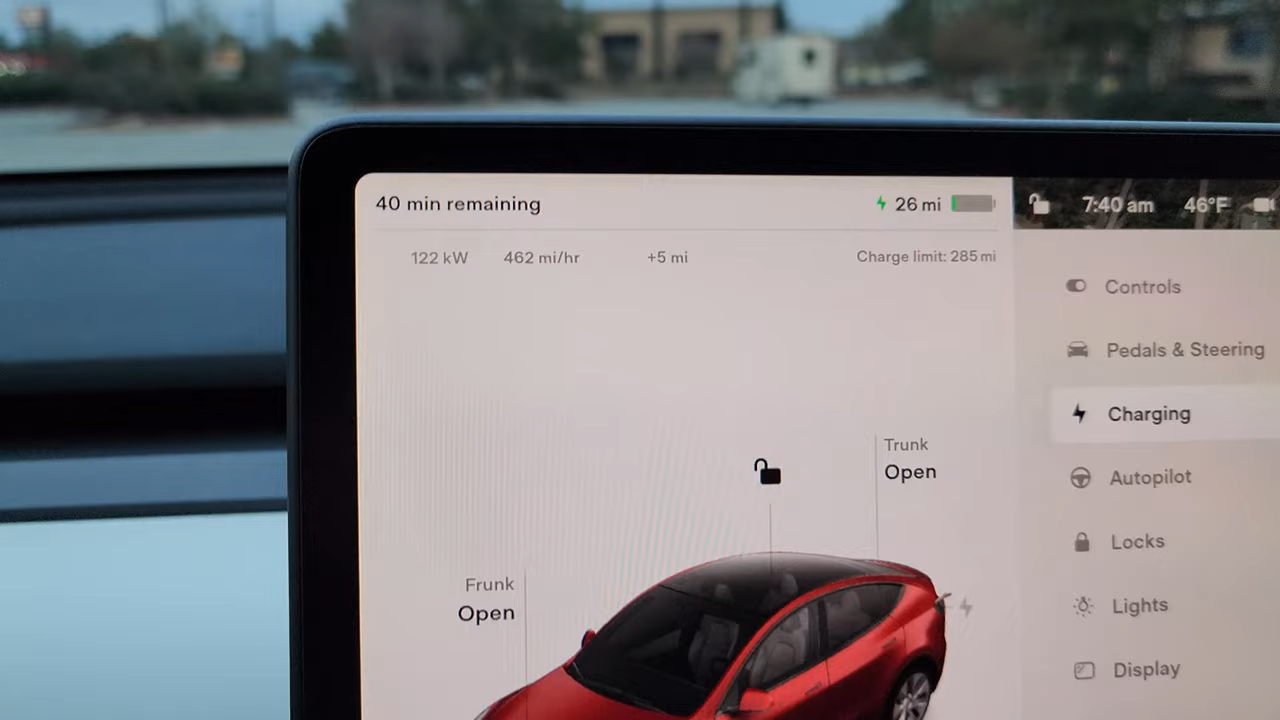 40 min remaining
26 mi
7:40 am
46°F
122 kW
462 mi/hr
+5 mi
Charge limit: 285 mi
Controls
Pedals & Steering
Charging
Trunk
Open
Autopilot
Locks
Frunk
Open
Lights
Display